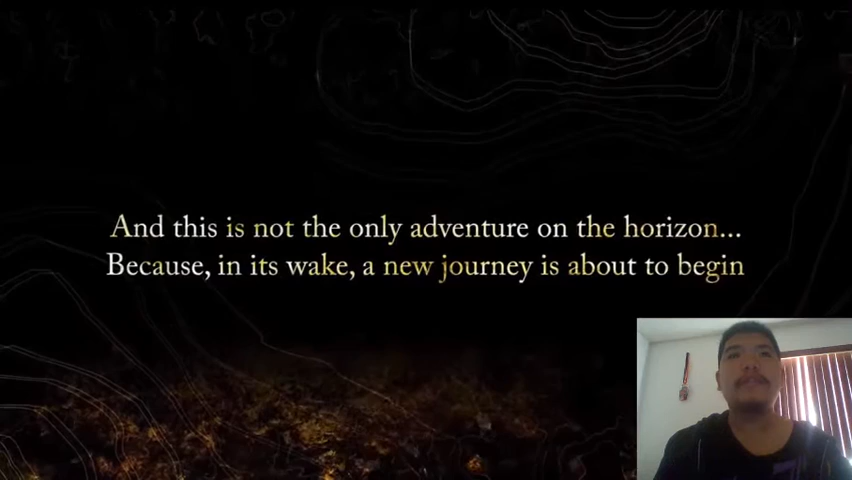 And this is not the only adventure on the horizon...
Because, in its wake, a new journey is about to begin